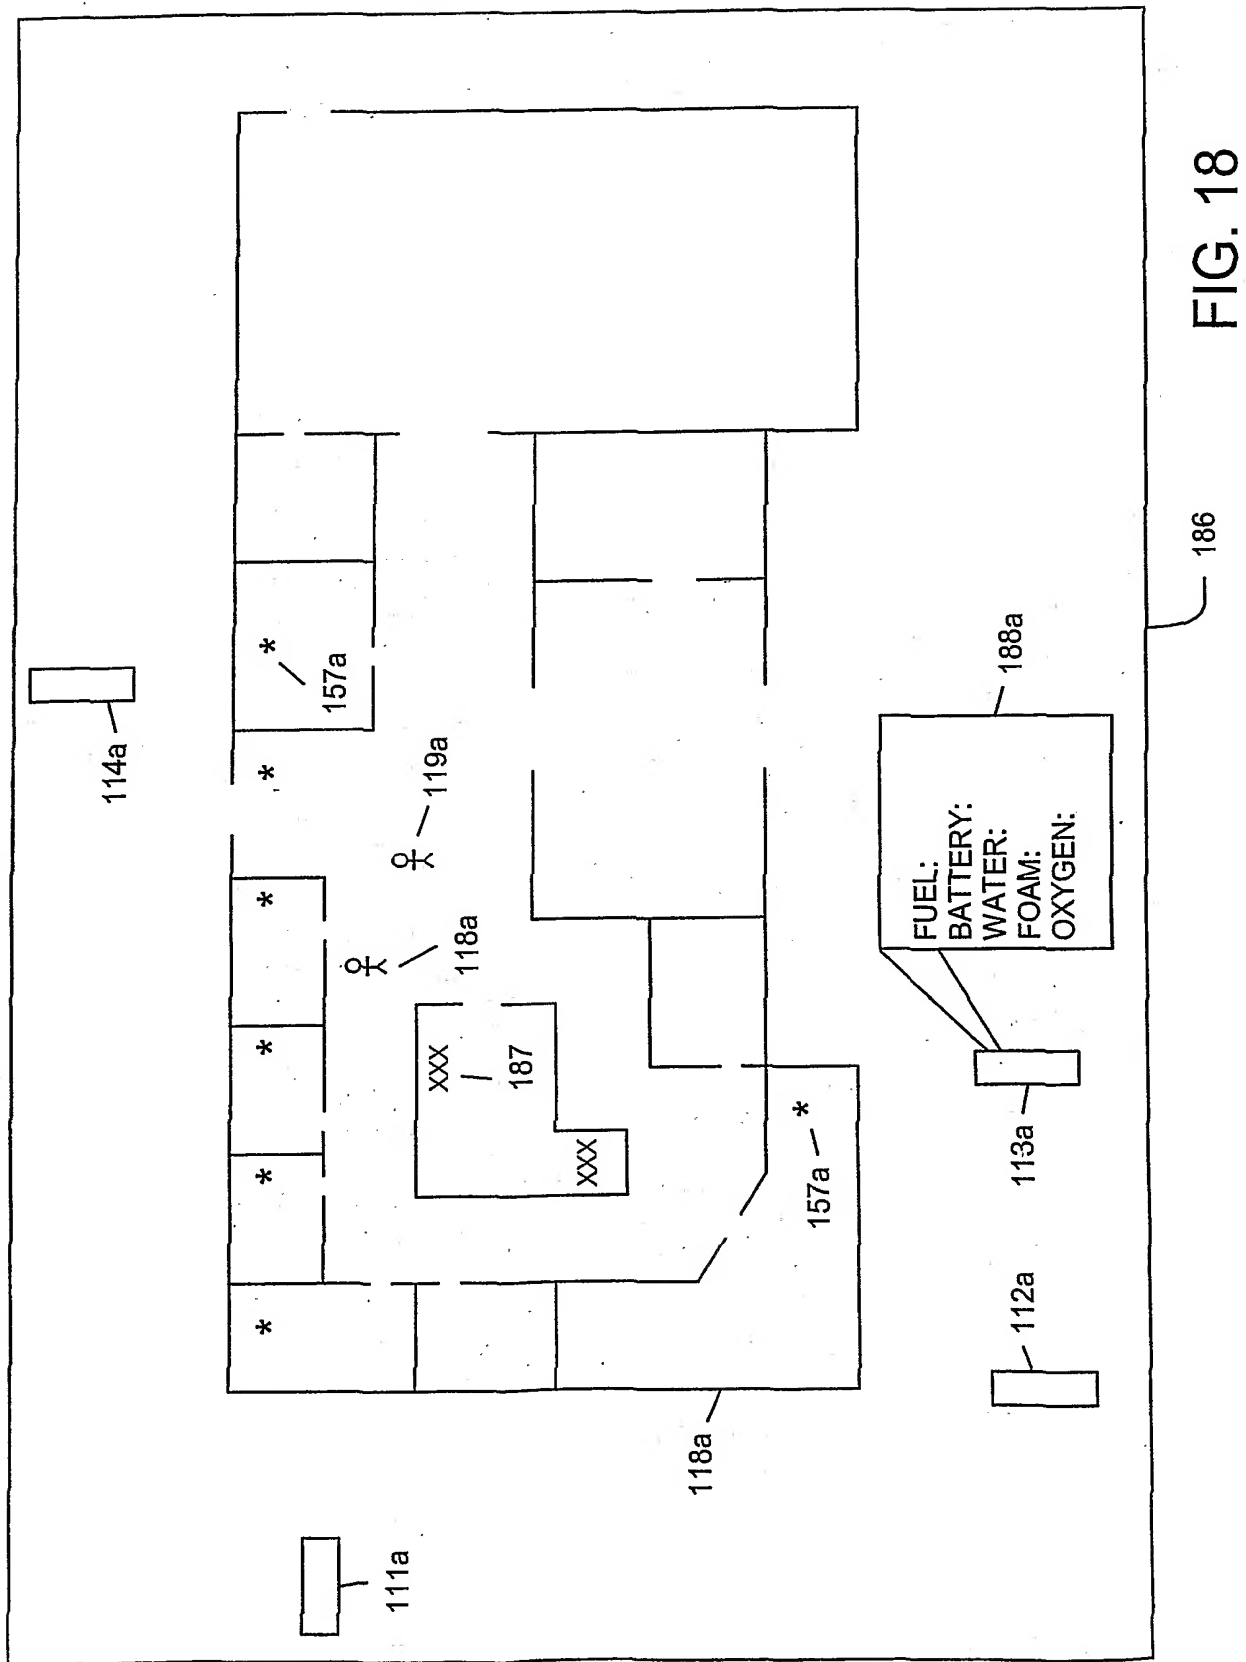 114a
* * * * * *
157a
111a
119a
XXX
118a
187
XXX
118a
*
157a
FUEL:
BATTERY:
WATER:
FOAM:
OXYGEN:
188a
112a
113a
186
FIG. 18